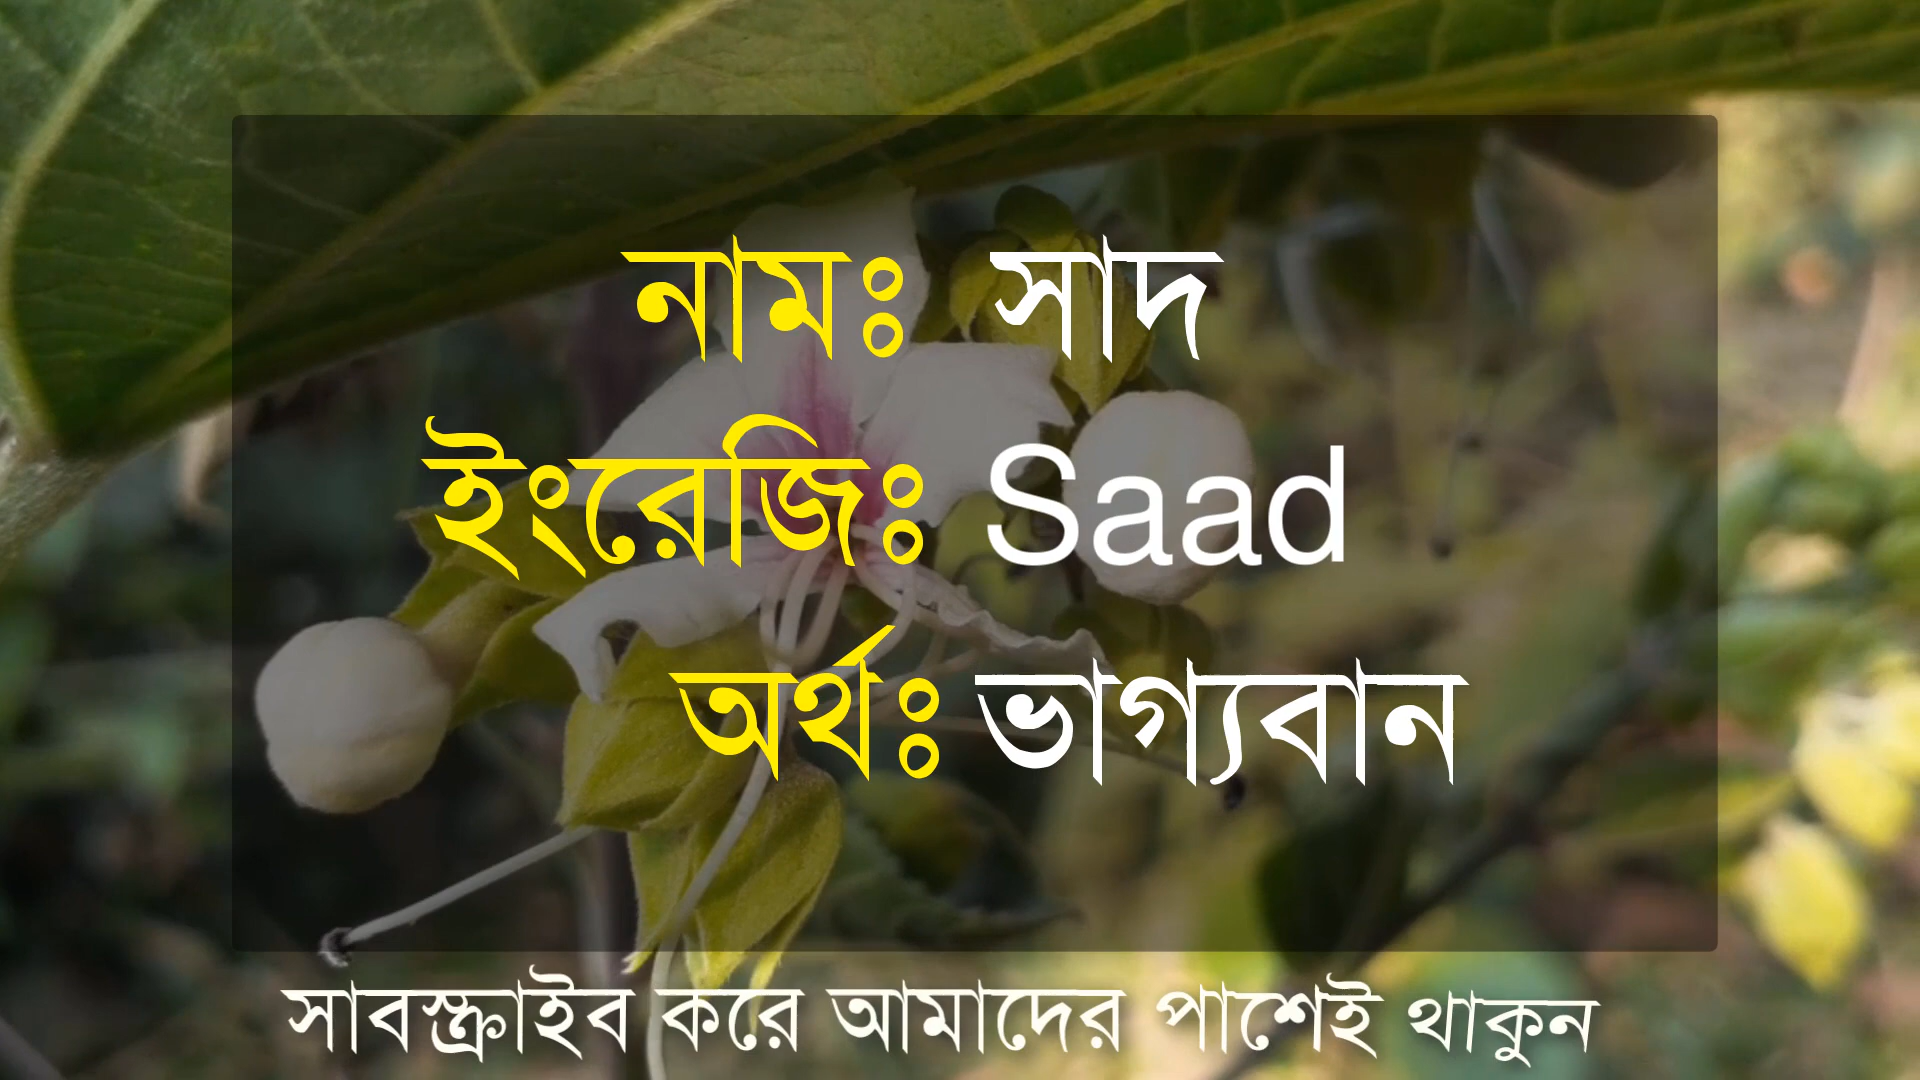 নামঃ সাদ
ইংরেজিঃ Saad
অর্থঃ ভাগ্যবান
সাবস্ক্রাইব করে আমাদের পাশেই থাকুন